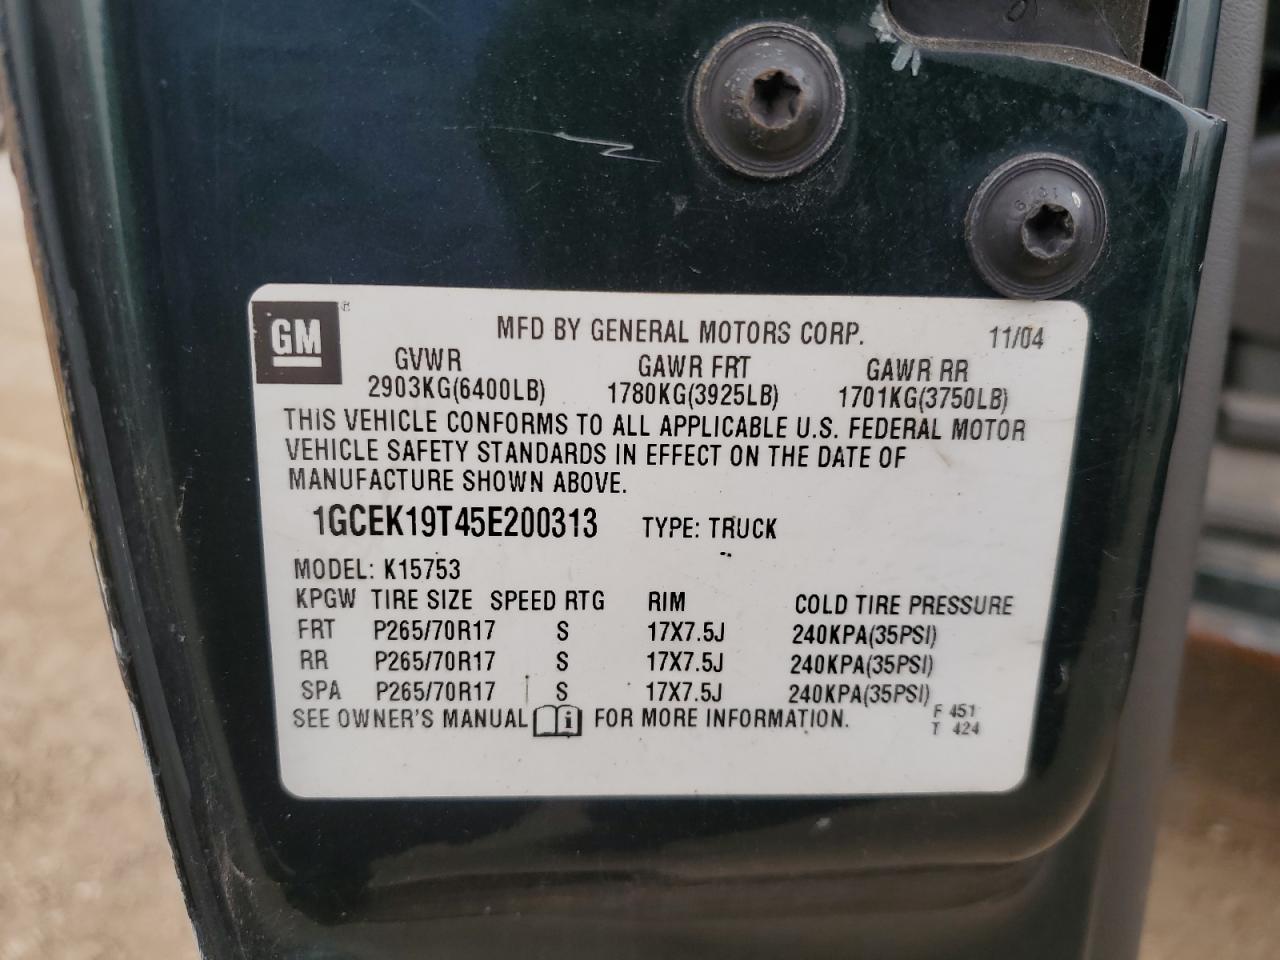 GM ®
MFD BY GENERAL MOTORS CORP. 11/04
GVWR GAWR FRT GAWR RR
2903KG(6400LB) 1780KG(3925LB) 1701KG(3750LB)
THIS VEHICLE CONFORMS TO ALL APPLICABLE U.S. FEDERAL MOTOR
VEHICLE SAFETY STANDARDS IN EFFECT ON THE DATE OF
MANUFACTURE SHOWN ABOVE.
1GCEK19T45E200313 TYPE: TRUCK
MODEL: K15753
KPGW TIRE SIZE SPEED RTG RIM COLD TIRE PRESSURE
FRT P265/70R17 S 17X7.5J 240KPA(35PSI)
RR P265/70R17 S 17X7.5J 240KPA(35PSI)
SPA P265/70R17 S 17X7.5J 240KPA(35PSI)
SEE OWNER'S MANUAL i FOR MORE INFORMATION.
F 451
T 424